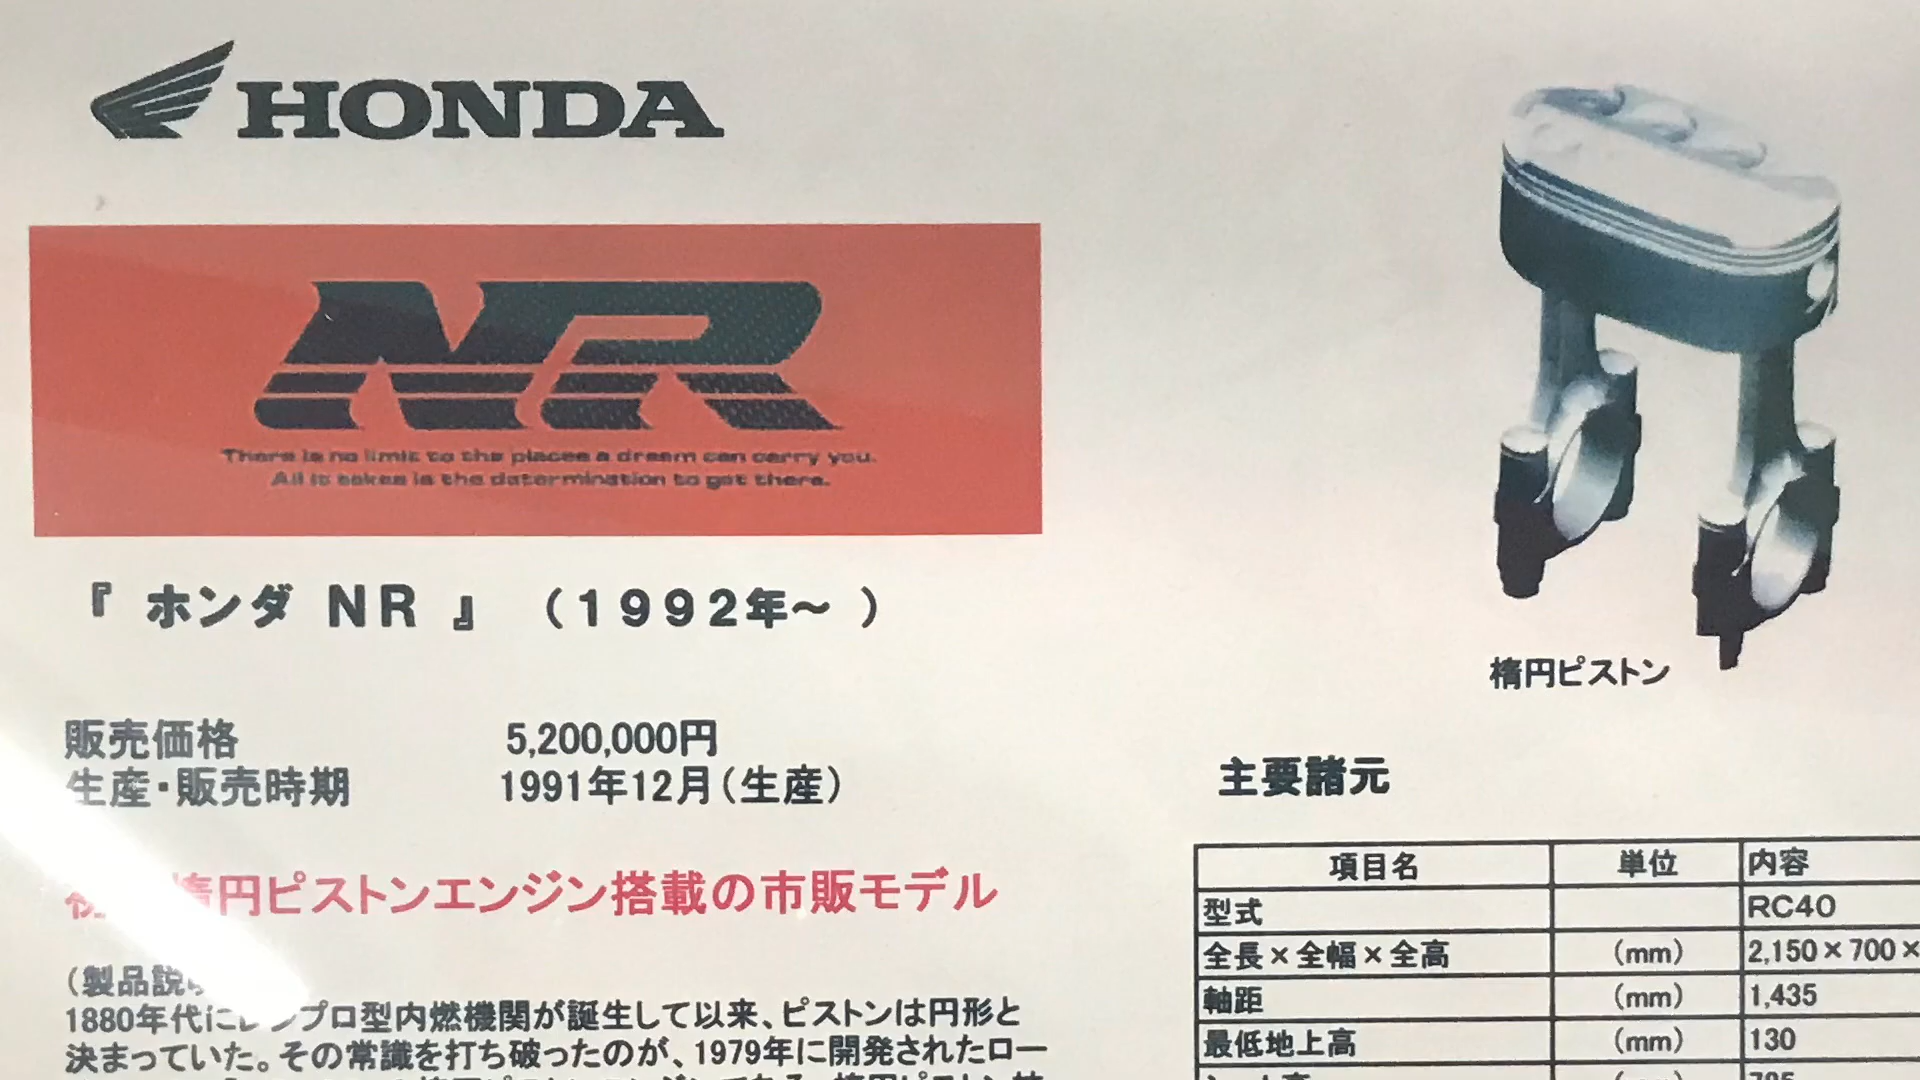 HONDA
NR
There is no limit to the places a dream can carry you.
All it takes is the determination to get there.
『 ホンダ NR 』 （１９９２年～ ）
楕円ピストン
販売価格 5,200,000円
生産・販売時期 1991年12月（生産）
楕円ピストンエンジン搭載の市販モデル
主要諸元
項目名 単位 内容
型式 RC40
全長×全幅×全高 （mm） 2,150×700×
軸距 （mm） 1,435
最低地上高 （mm） 130
（製品説
1880年代に プロ型内燃機関が誕生して以来、ピストンは円形と
決まっていた。その常識を打ち破ったのが、1979年に開発されたロー